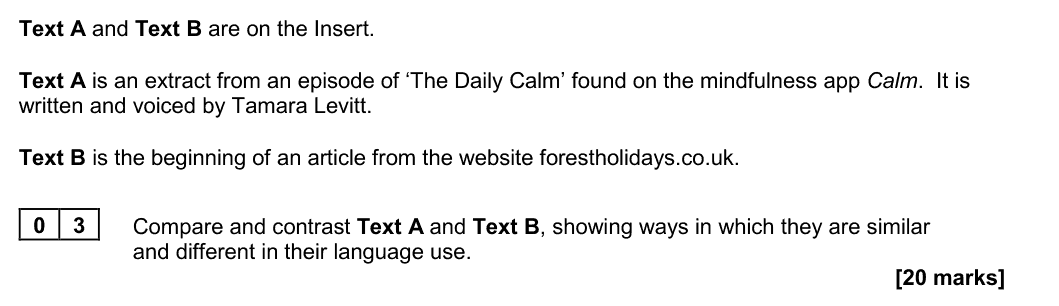 Text A and Text B are on the Insert.
Text A is an extract from an episode of ‘The Daily Calm’ found on the mindfulness app Calm.  It is
written and voiced by Tamara Levitt.
Text B is the beginning of an article from the website forestholidays.co.uk.
0 3 Compare and contrast Text A and Text B, showing ways in which they are similar
and different in their language use.
[20 marks]